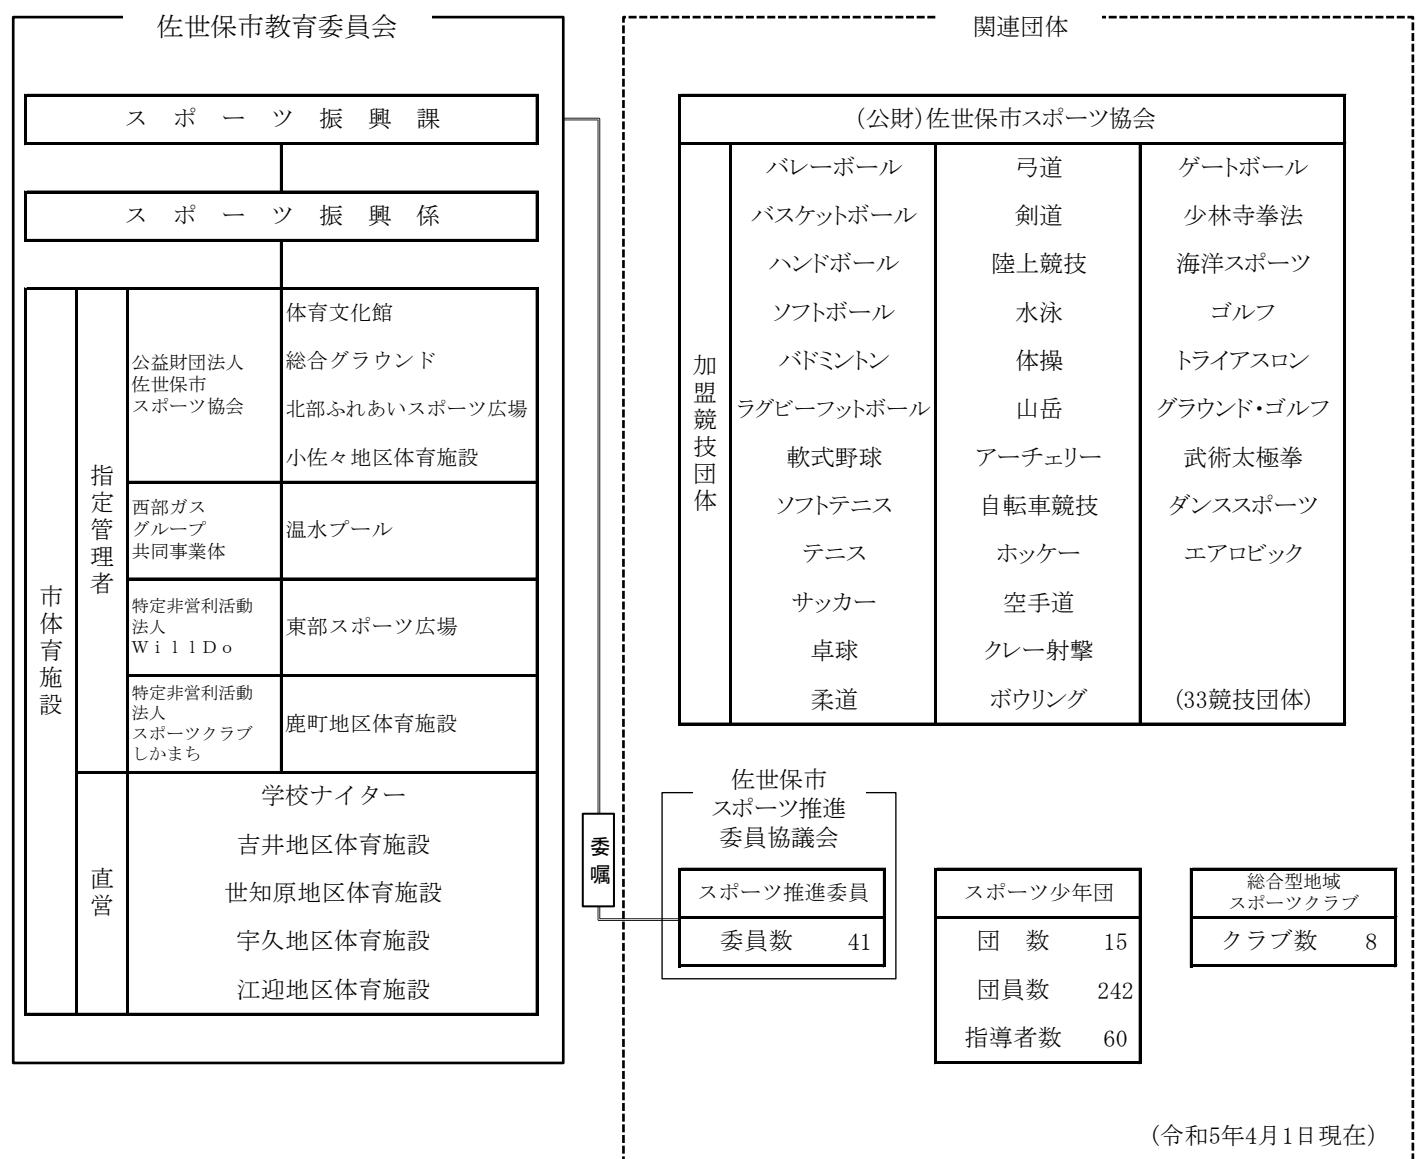 佐世保市教育委員会
スポーツ振興課
スポーツ振興係
市体育施設
指定管理者
公益財団法人
佐世保市
スポーツ協会
体育文化館
総合グラウンド
北部ふれあいスポーツ広場
小佐々地区体育施設
西部ガス
グループ
共同事業体
温水プール
特定非営利活動
法人
ＷｉｌｌＤｏ
東部スポーツ広場
特定非営利活動
法人
スポーツクラブ
しかまち
鹿町地区体育施設
直営
学校ナイター
吉井地区体育施設
世知原地区体育施設
宇久地区体育施設
江迎地区体育施設
委嘱
関連団体
(公財)佐世保市スポーツ協会
加盟競技団体
バレーボール
バスケットボール
ハンドボール
ソフトボール
バドミントン
ラグビーフットボール
軟式野球
ソフトテニス
テニス
サッカー
卓球
柔道
弓道
剣道
陸上競技
水泳
体操
山岳
アーチェリー
自転車競技
ホッケー
空手道
クレー射撃
ボウリング
ゲートボール
少林寺拳法
海洋スポーツ
ゴルフ
トライアスロン
グラウンド・ゴルフ
武術太極拳
ダンススポーツ
エアロビック
(33競技団体)
佐世保市
スポーツ推進
委員協議会
スポーツ推進委員
委員数 41
スポーツ少年団
団 数 15
団員数 242
指導者数 60
総合型地域
スポーツクラブ
クラブ数 8
(令和5年4月1日現在)